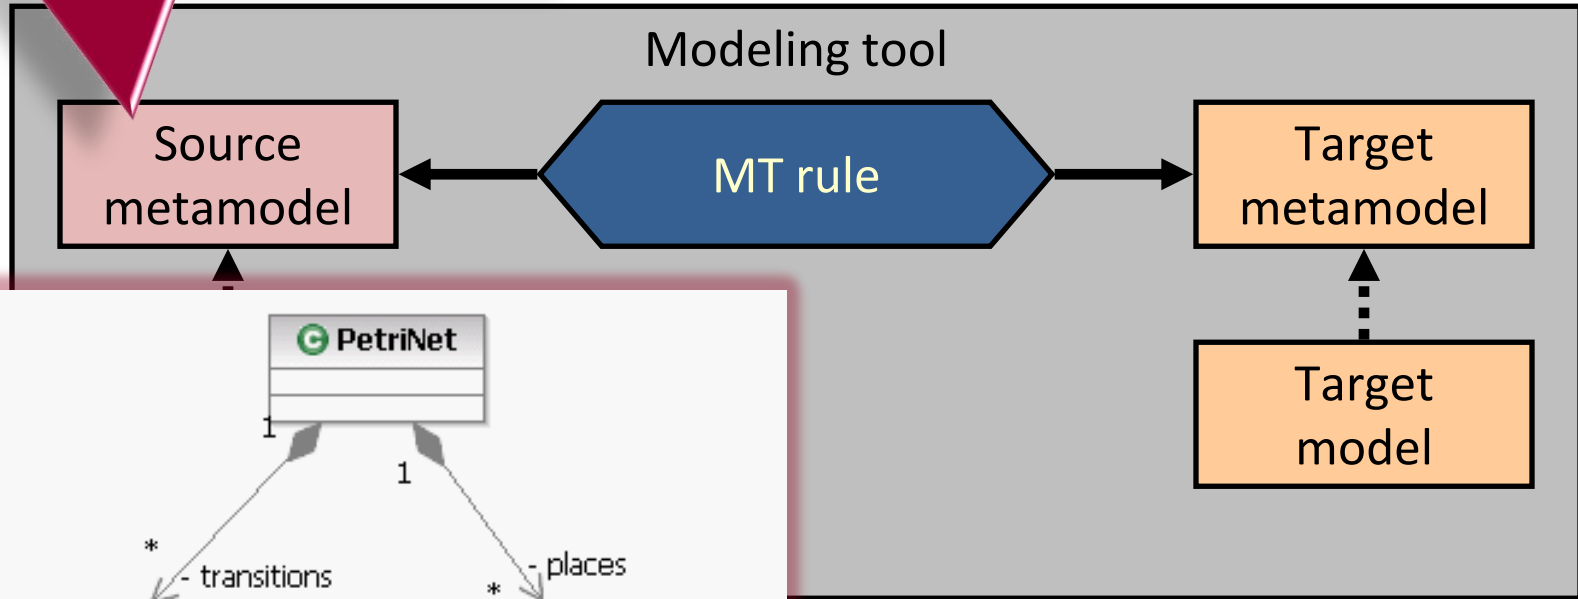 Modeling tool
Source
metamodel
MT rule
Target
metamodel
Target
model
C PetriNet
1
1
*
- transitions
*
- places